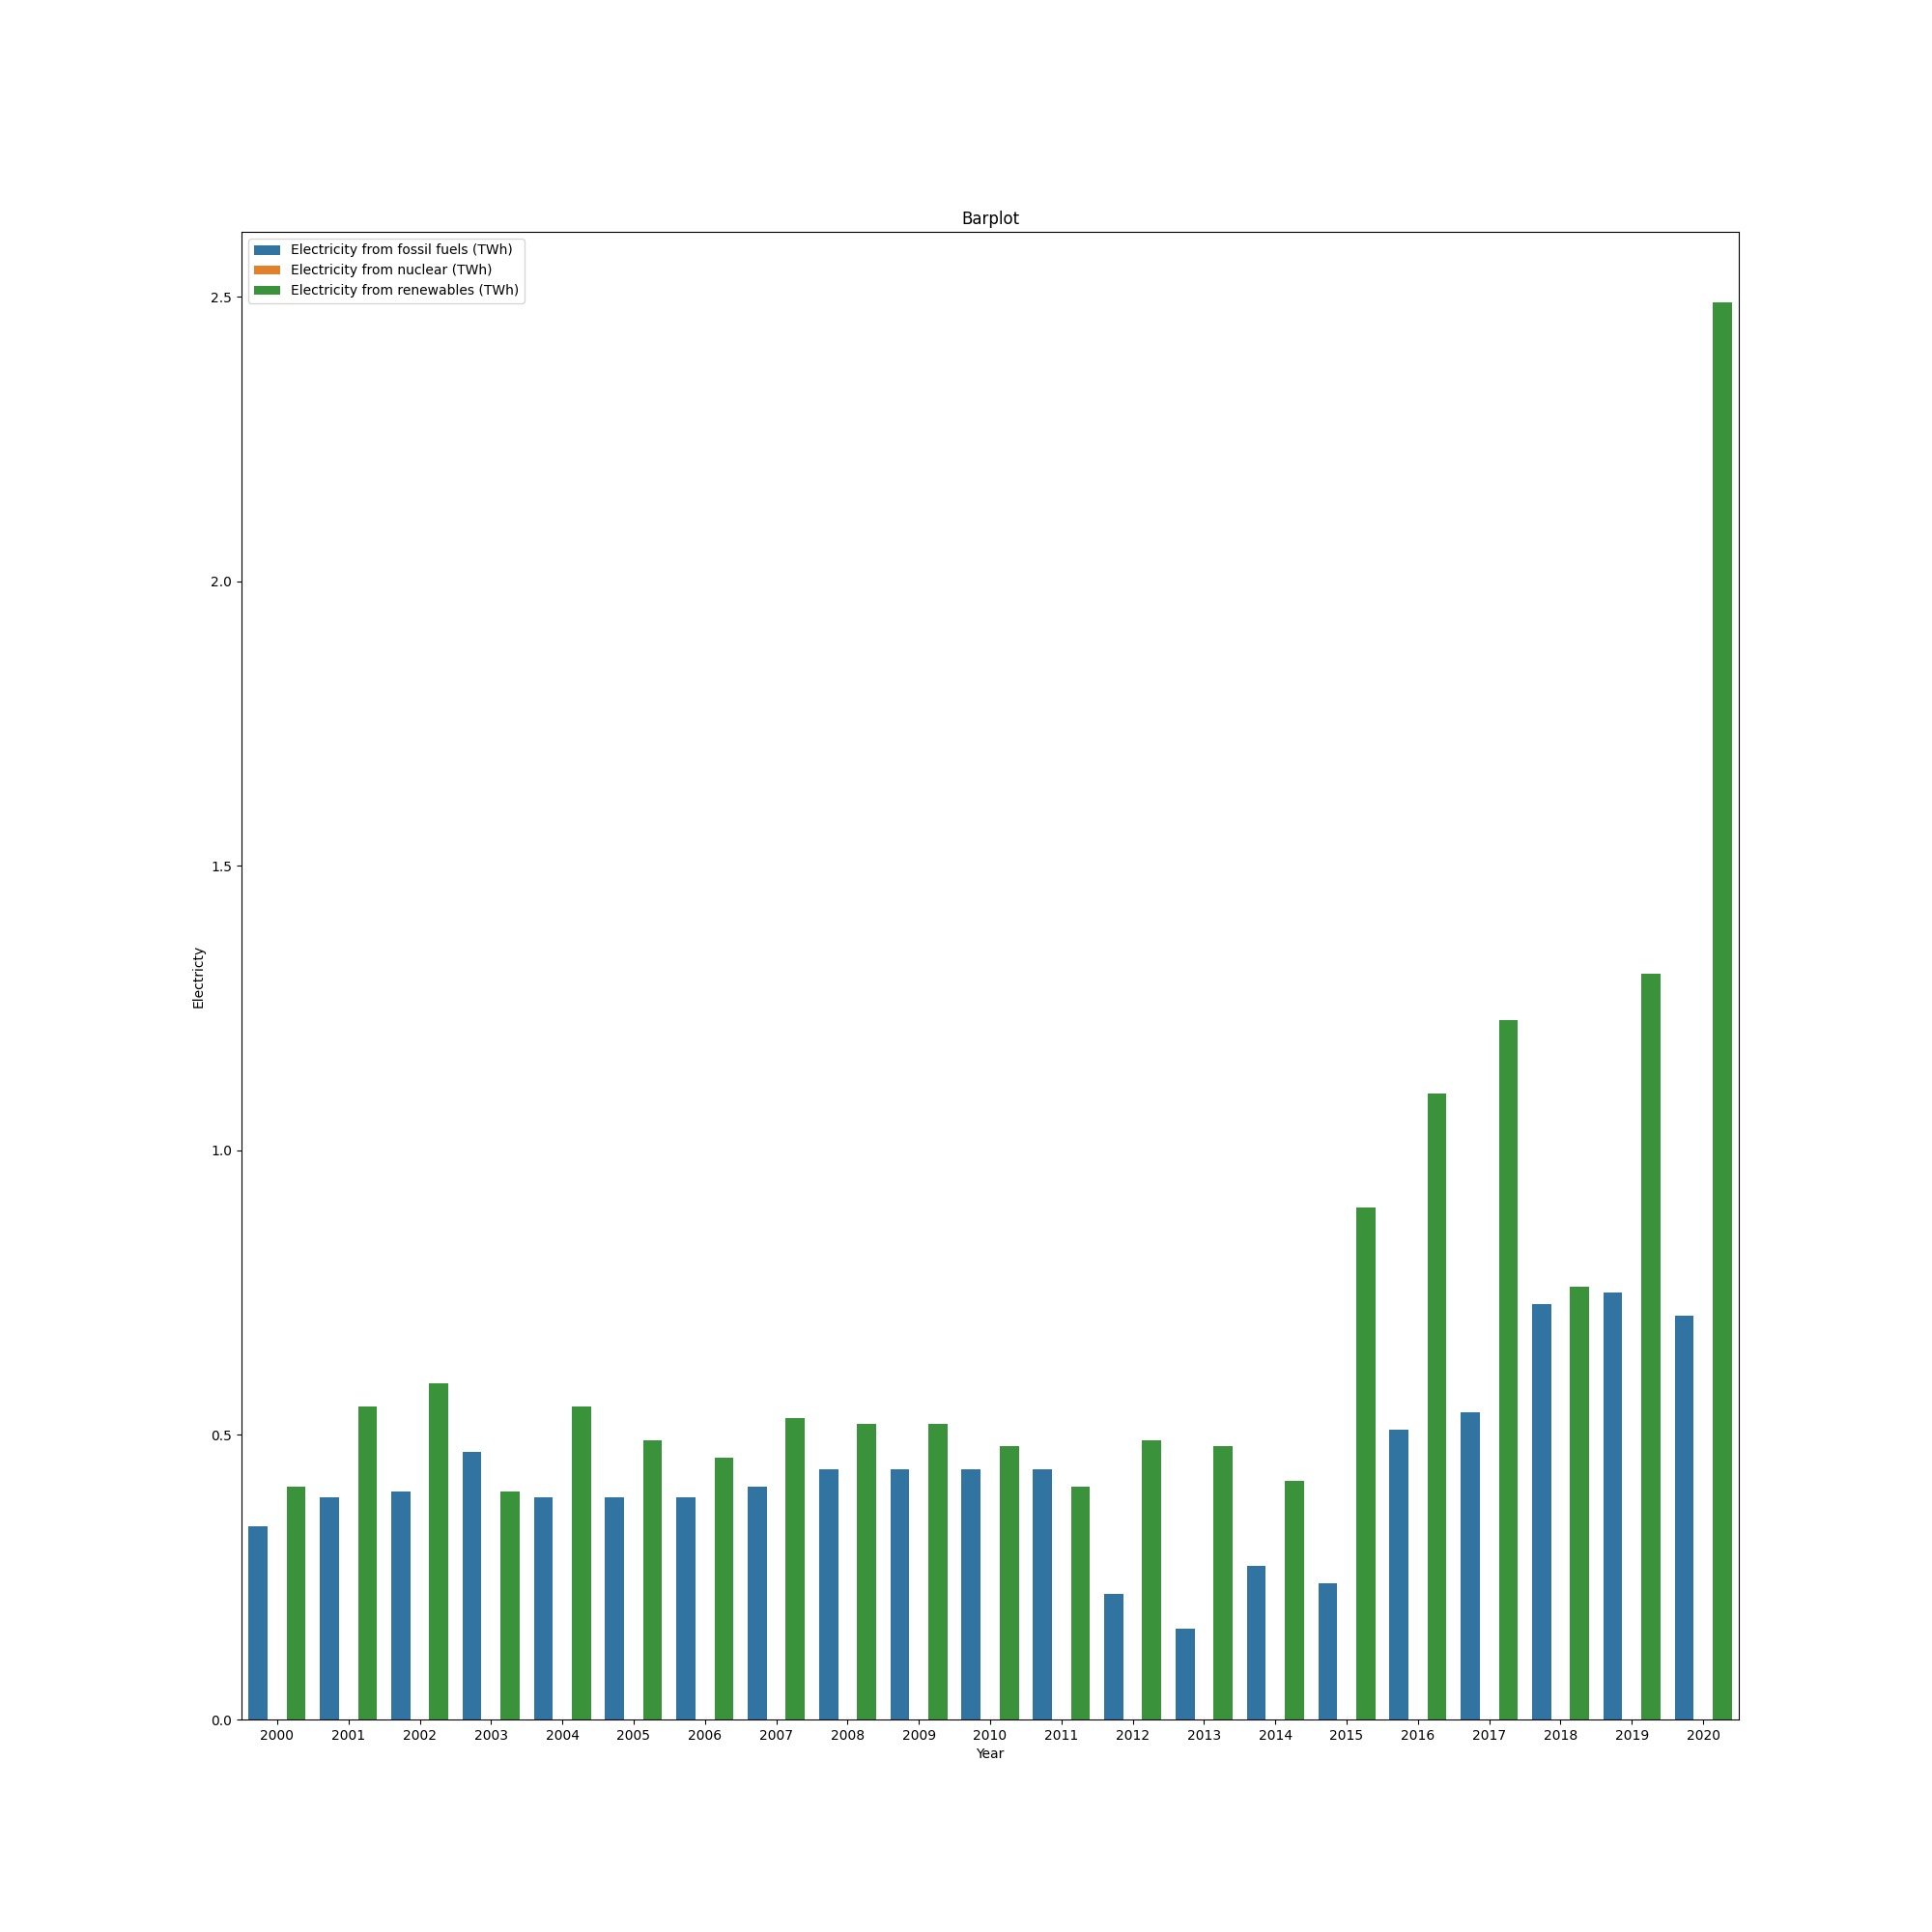 Barplot
Electricity from fossil fuels (TWh)
Electricity from nuclear (TWh)
Electricity from renewables (TWh)
2.5
2.0
1.5
1.0
0.5
0.0
Electricty
2000 2001 2002 2003 2004 2005 2006 2007 2008 2009 2010 2011 2012 2013 2014 2015 2016 2017 2018 2019 2020
Year